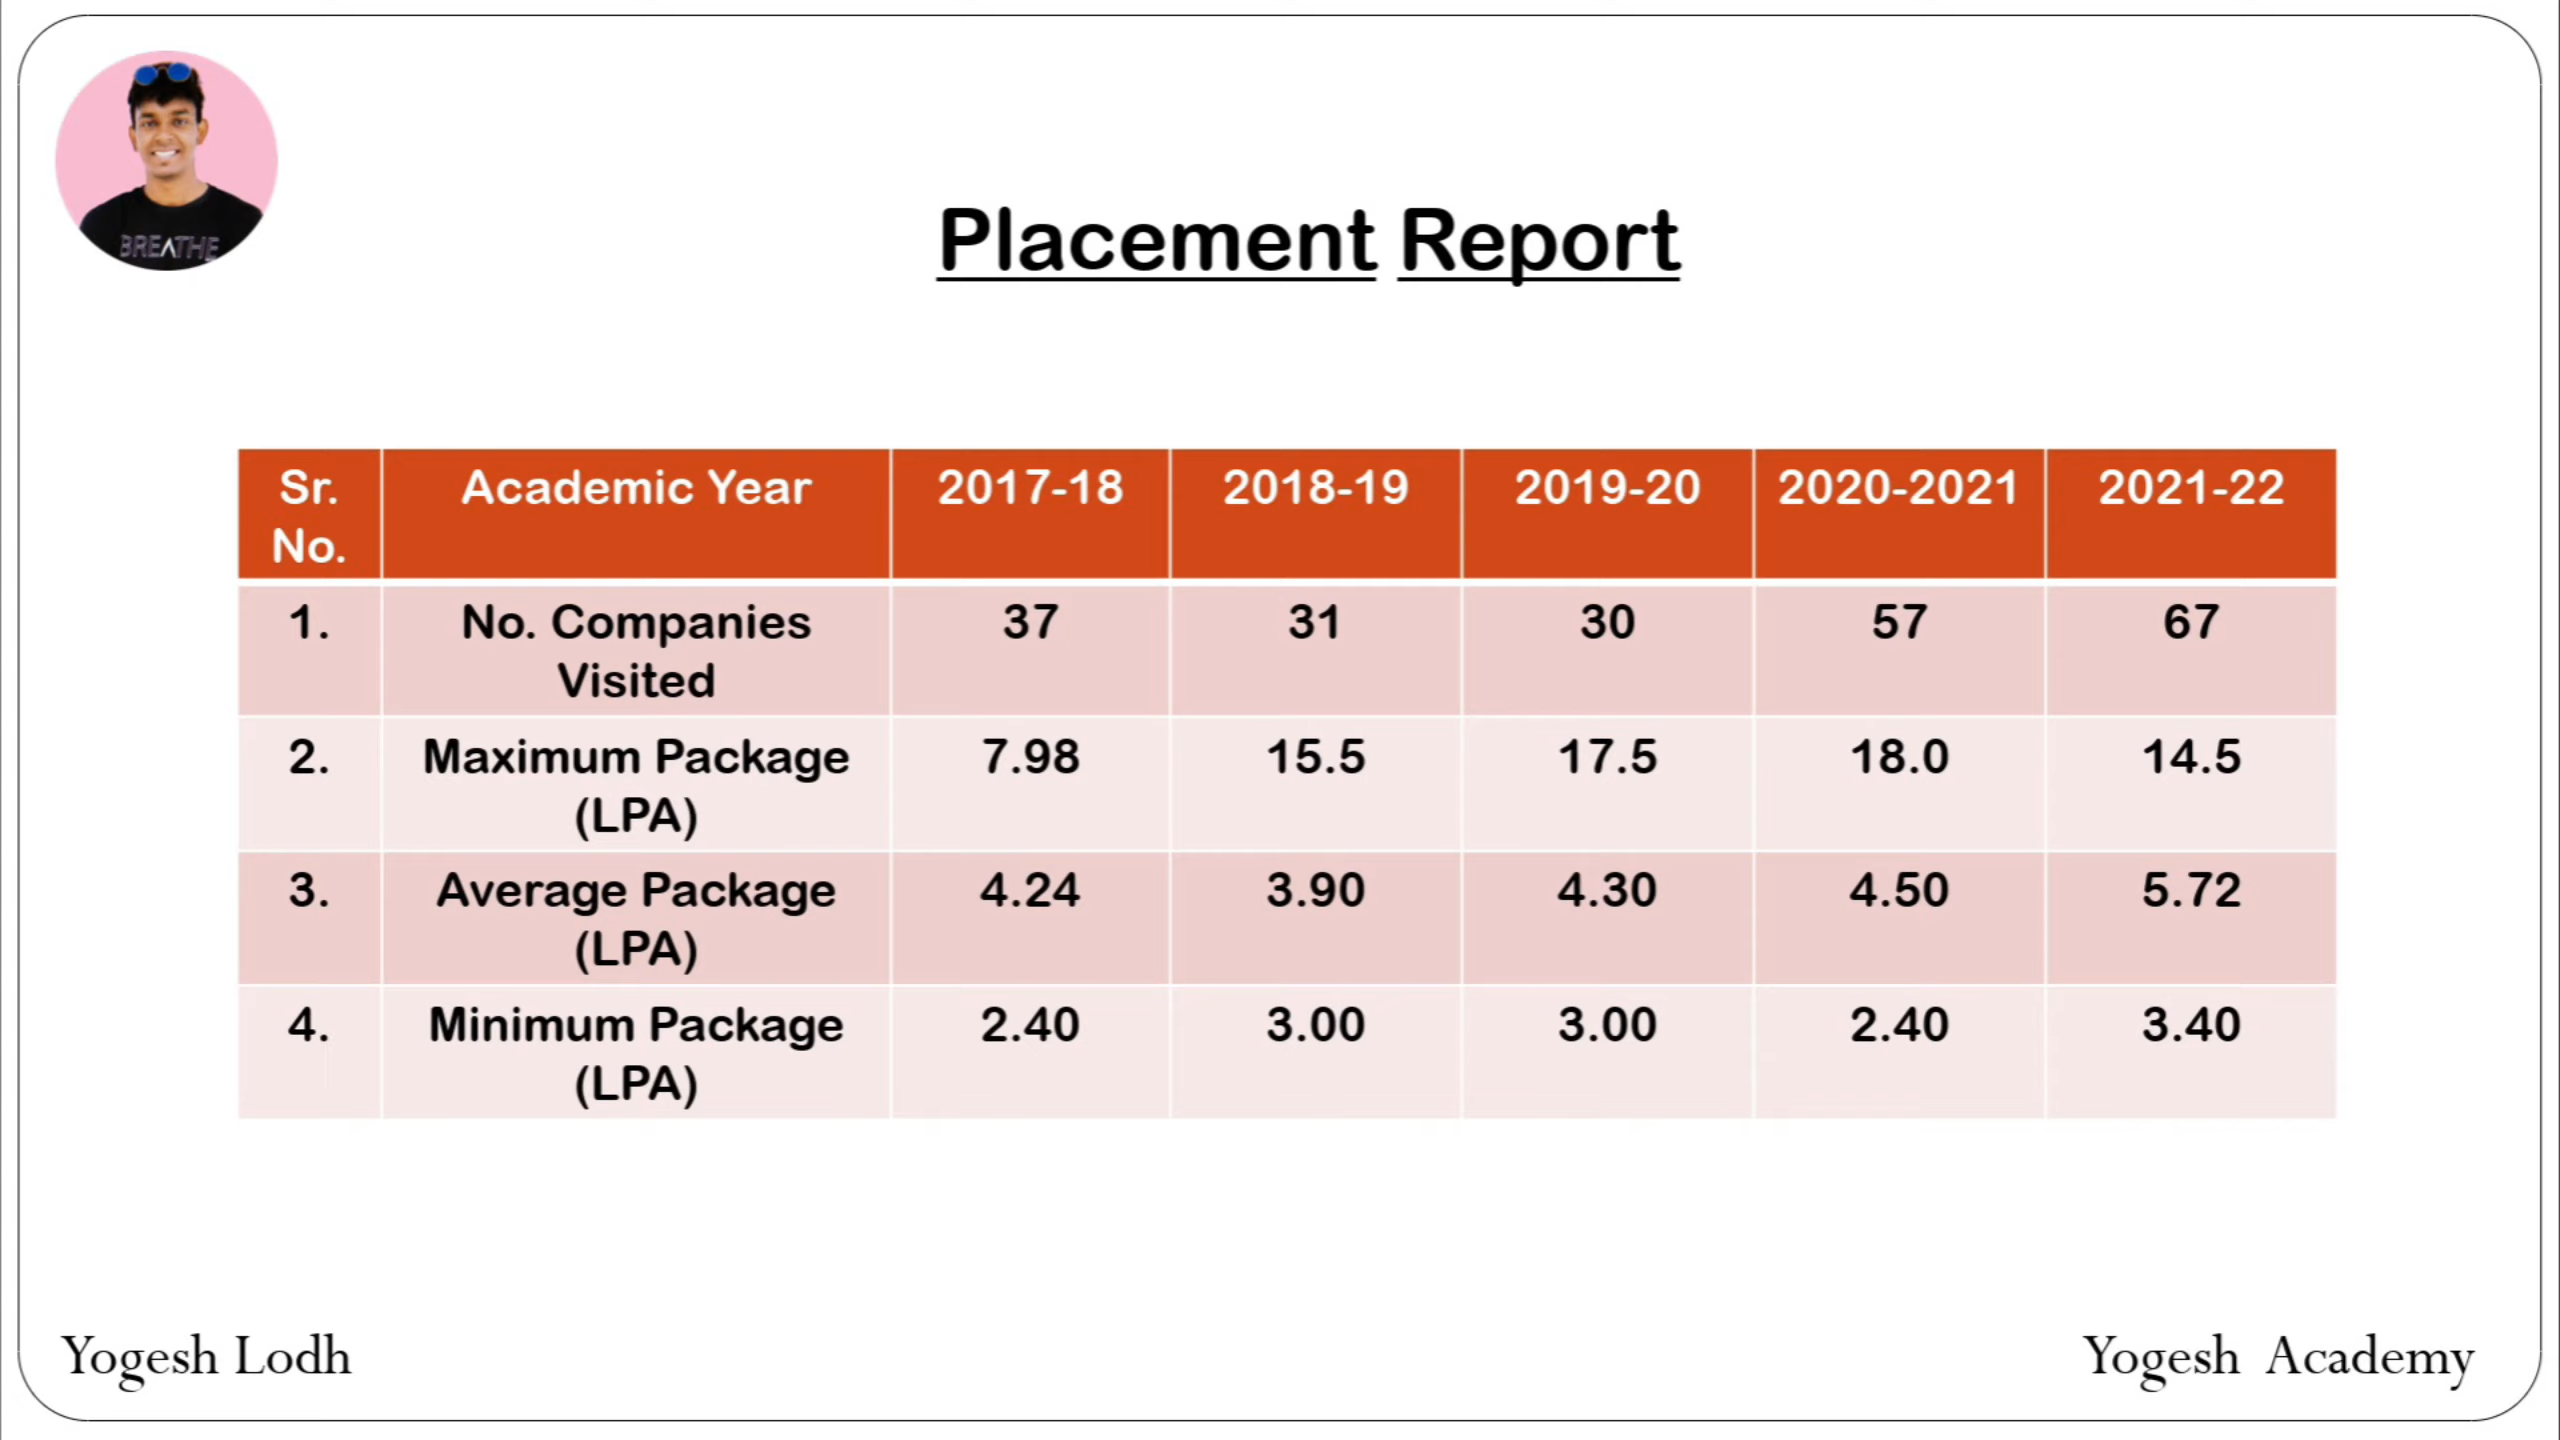 BREATHE
Placement Report
Sr. No. Academic Year 2017-18 2018-19 2019-20 2020-2021 2021-22
1. No. Companies Visited 37 31 30 57 67
2. Maximum Package (LPA) 7.98 15.5 17.5 18.0 14.5
3. Average Package (LPA) 4.24 3.90 4.30 4.50 5.72
4. Minimum Package (LPA) 2.40 3.00 3.00 2.40 3.40
Yogesh Lodh
Yogesh Academy